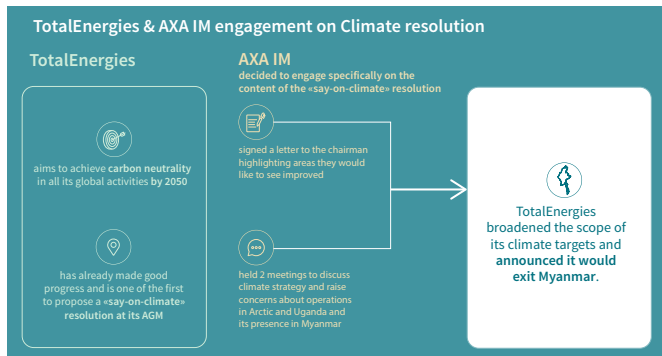 TotalEnergies & AXA IM engagement on Climate resolution
TotalEnergies
aims to achieve carbon neutrality
in all its global activities by 2050
has already made good
progress and is one of the first
to propose a «say-on-climate»
resolution at its AGM
AXA IM
decided to engage specifically on the
content of the «say-on-climate» resolution
signed a letter to the chairman
highlighting areas they would
like to see improved
held 2 meetings to discuss
climate strategy and raise
concerns about operations
in Arctic and Uganda and
its presence in Myanmar
TotalEnergies
broadened the scope of
its climate targets and
announced it would
exit Myanmar.